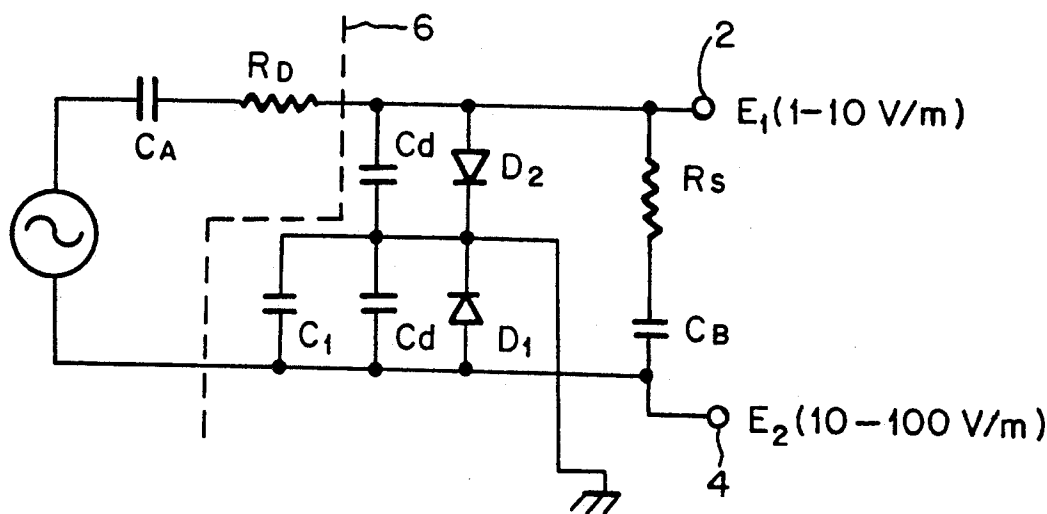 6
2
RD
E1 (1-10 V/m)
CA
Cd
D2
Rs
C1
Cd
D1
CB
E2 (10-100 V/m)
4